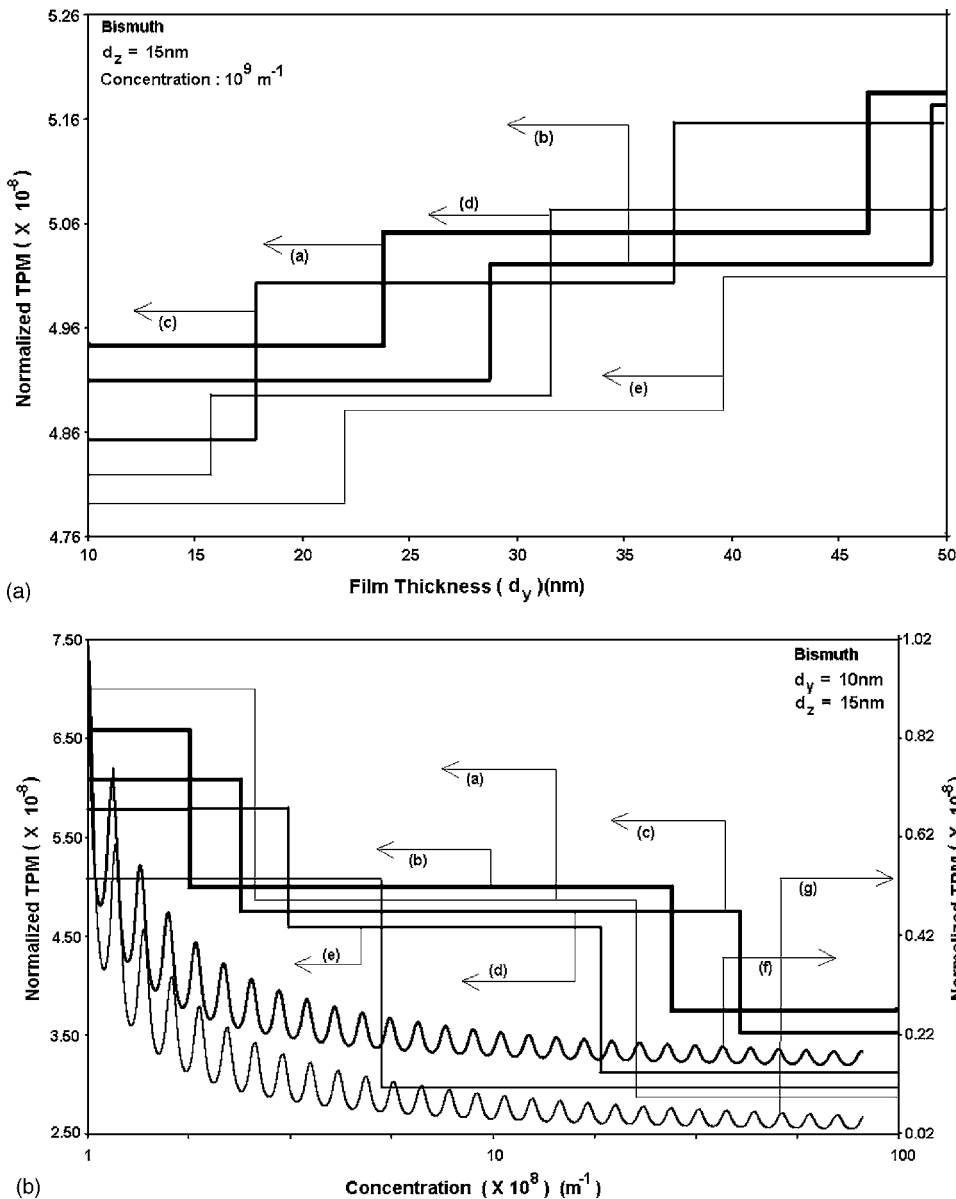 5.26
Bismuth
d_z = 15nm
Concentration : 10^9 m^-1
5.16
(b)
(d)
5.06
(a)
(c)
4.96
(e)
4.86
4.76
10 15 20 25 30 35 40 45 50
Normalized TPM ( X 10^-8)
Film Thickness ( d_y )(nm)
(a)
7.50 1.02
Bismuth
d_y = 10nm
d_z = 15nm
6.50 0.82
(a)
(c)
5.50 0.62
(b)
(g)
4.50 0.42
(e)
(d)
(f)
3.50 0.22
2.50 0.02
1 10 100
Normalized TPM ( X 10^-8)
Normalized TPM ( X 10^-8)
Concentration ( X 10^8) (m^-1)
(b)